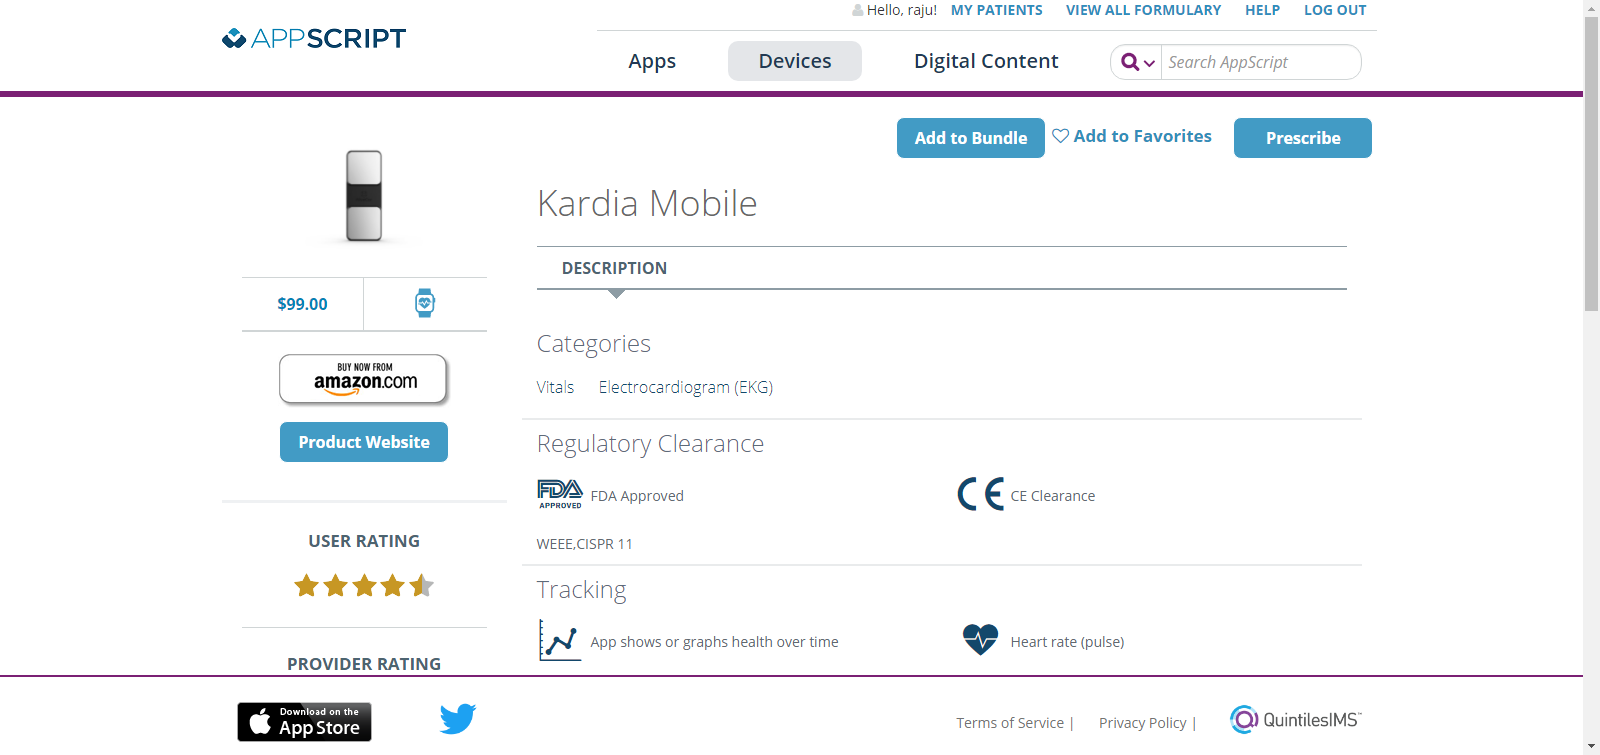 Hello, raju! MY PATIENTS VIEW ALL FORMULARY HELP LOG OUT
APPSCRIPT
Apps Devices Digital Content Search AppScript
Add to Bundle Add to Favorites Prescribe
Kardia Mobile
DESCRIPTION
$99.00
BUY NOW FROM
amazon.com
Product Website
Categories
Vitals Electrocardiogram (EKG)
Regulatory Clearance
FDA
APPROVED
FDA Approved
CE CE Clearance
WEEE,CISPR 11
USER RATING
Tracking
App shows or graphs health over time Heart rate (pulse)
PROVIDER RATING
Download on the
App Store
Terms of Service | Privacy Policy | QuintilesIMS™